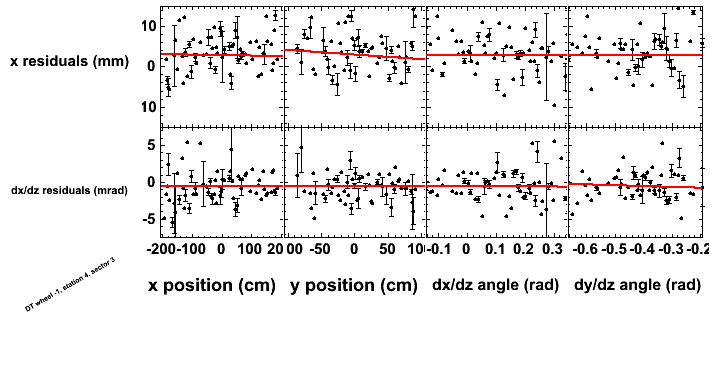 x residuals (mm)
10
0
10
dx/dz residuals (mrad)
5
0
-5
-200 -100 0 100 20
00 -50 0 50 10
-0.1 0 0.1 0.2 0.3
-0.6 -0.5 -0.4 -0.3 -0.2
x position (cm)
y position (cm)
dx/dz angle (rad)
dy/dz angle (rad)
DT wheel -1, station 4, sector 3